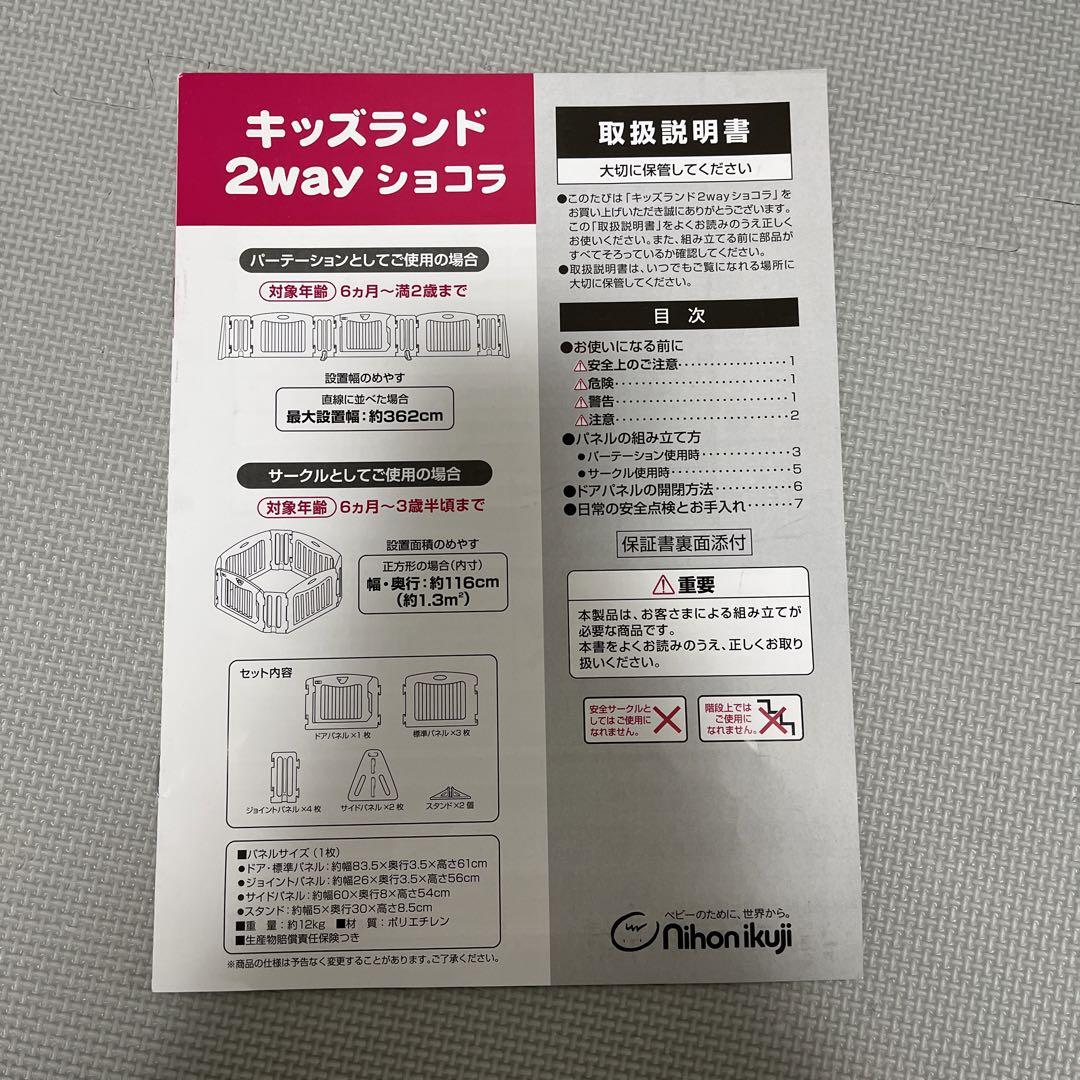 キッズランド
2way ショコラ
パーテーションとしてご使用の場合
対象年齢 6ヵ月〜満2歳まで
設置幅のめやす
直線に並べた場合
最大設置幅:約362cm
サークルとしてご使用の場合
対象年齢 6ヵ月〜3歳半頃まで
設置面積のめやす
正方形の場合(内寸)
幅・奥行:約116cm
(約1.3m²)
セット内容
ドアパネル×1枚
標準パネル×3枚
ジョイントパネル×4枚
サイドパネル×2枚
スタンド×2個
■パネルサイズ(1枚)
●ドア・標準パネル:約幅83.5×奥行3.5×高さ61cm
●ジョイントパネル:約幅26×奥行3.5×高さ56cm
●サイドパネル:約幅60×奥行8×高さ54cm
●スタンド:約幅5×奥行30×高さ8.5cm
■重 量:約12kg ■材 質:ポリエチレン
■生産物賠償責任保険つき
※商品の仕様は予告なく変更することがあります。ご了承ください。
取扱説明書
大切に保管してください
●このたびは「キッズランド2wayショコラ」を
お買い上げいただき誠にありがとうございます。
この「取扱説明書」をよくお読みのうえ正しく
お使いください。また、組み立てる前に部品が
すべてそろっているか確認してください。
●取扱説明書は、いつでもご覧になれる場所に
大切に保管してください。
目 次
●お使いになる前に
⚠安全上のご注意・・・・・・・・・・・・・・・・1
⚠危険・・・・・・・・・・・・・・・・・・・・・・・・1
⚠警告・・・・・・・・・・・・・・・・・・・・・・・・1
⚠注意・・・・・・・・・・・・・・・・・・・・・・・・2
●パネルの組み立て方
●パーテーション使用時・・・・・・・・・・・・3
●サークル使用時・・・・・・・・・・・・・・・・5
●ドアパネルの開閉方法・・・・・・・・・・・・6
●日常の安全点検とお手入れ・・・・・・・7
保証書裏面添付
⚠重要
本製品は、お客さまによる組み立てが
必要な商品です。
本書をよくお読みのうえ、正しくお取り
扱いください。
安全サークルと
してはご使用に
なれません。
階段上では
ご使用に
なれません。
ベビーのために、世界から。
nihon ikuji